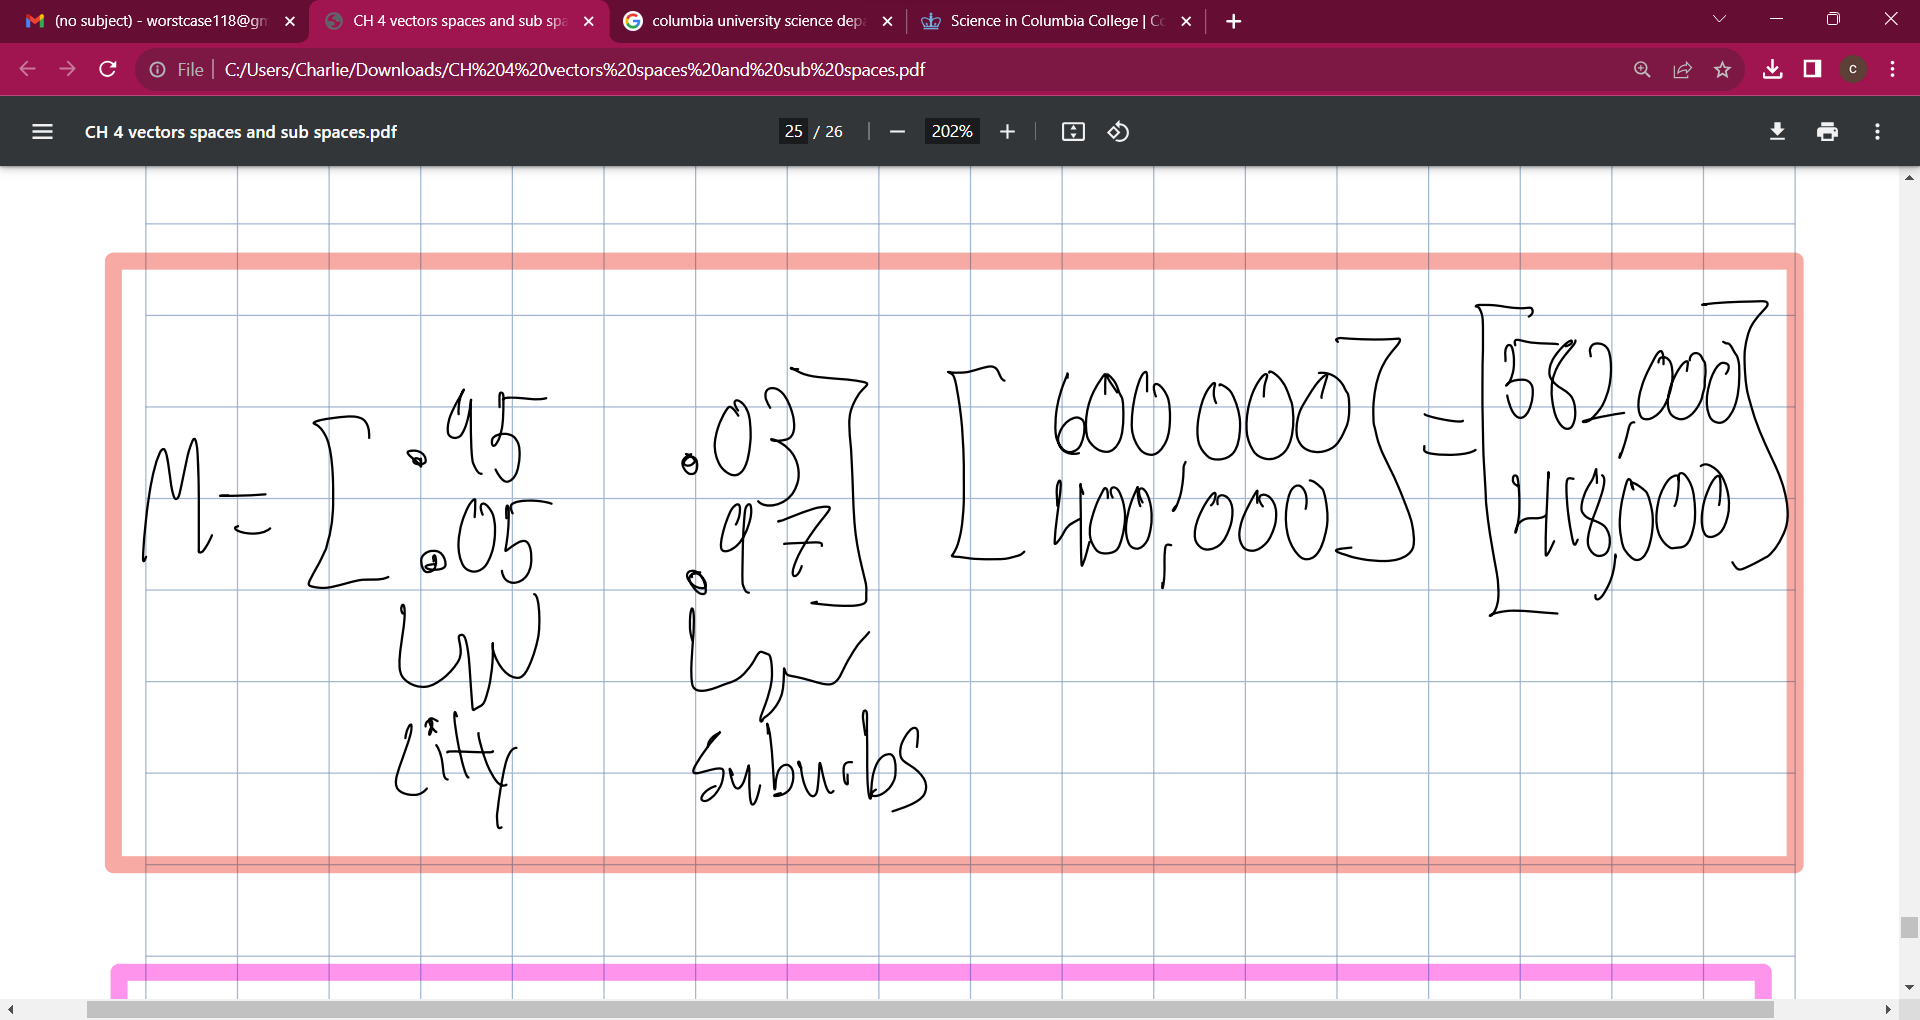 (no subject) - worstcase118@gm
CH 4 vectors spaces and sub spa
columbia university science depa
Science in Columbia College | Co
File | C:/Users/Charlie/Downloads/CH%204%20vectors%20spaces%20and%20sub%20spaces.pdf
c
CH 4 vectors spaces and sub spaces.pdf
25 / 26
202%
M = [ .95 .03 ] [ 600,000 ] = [ 582,000 ]
[ .05 .97 ] [ 400,000 ] [ 418,000 ]
City Suburbs